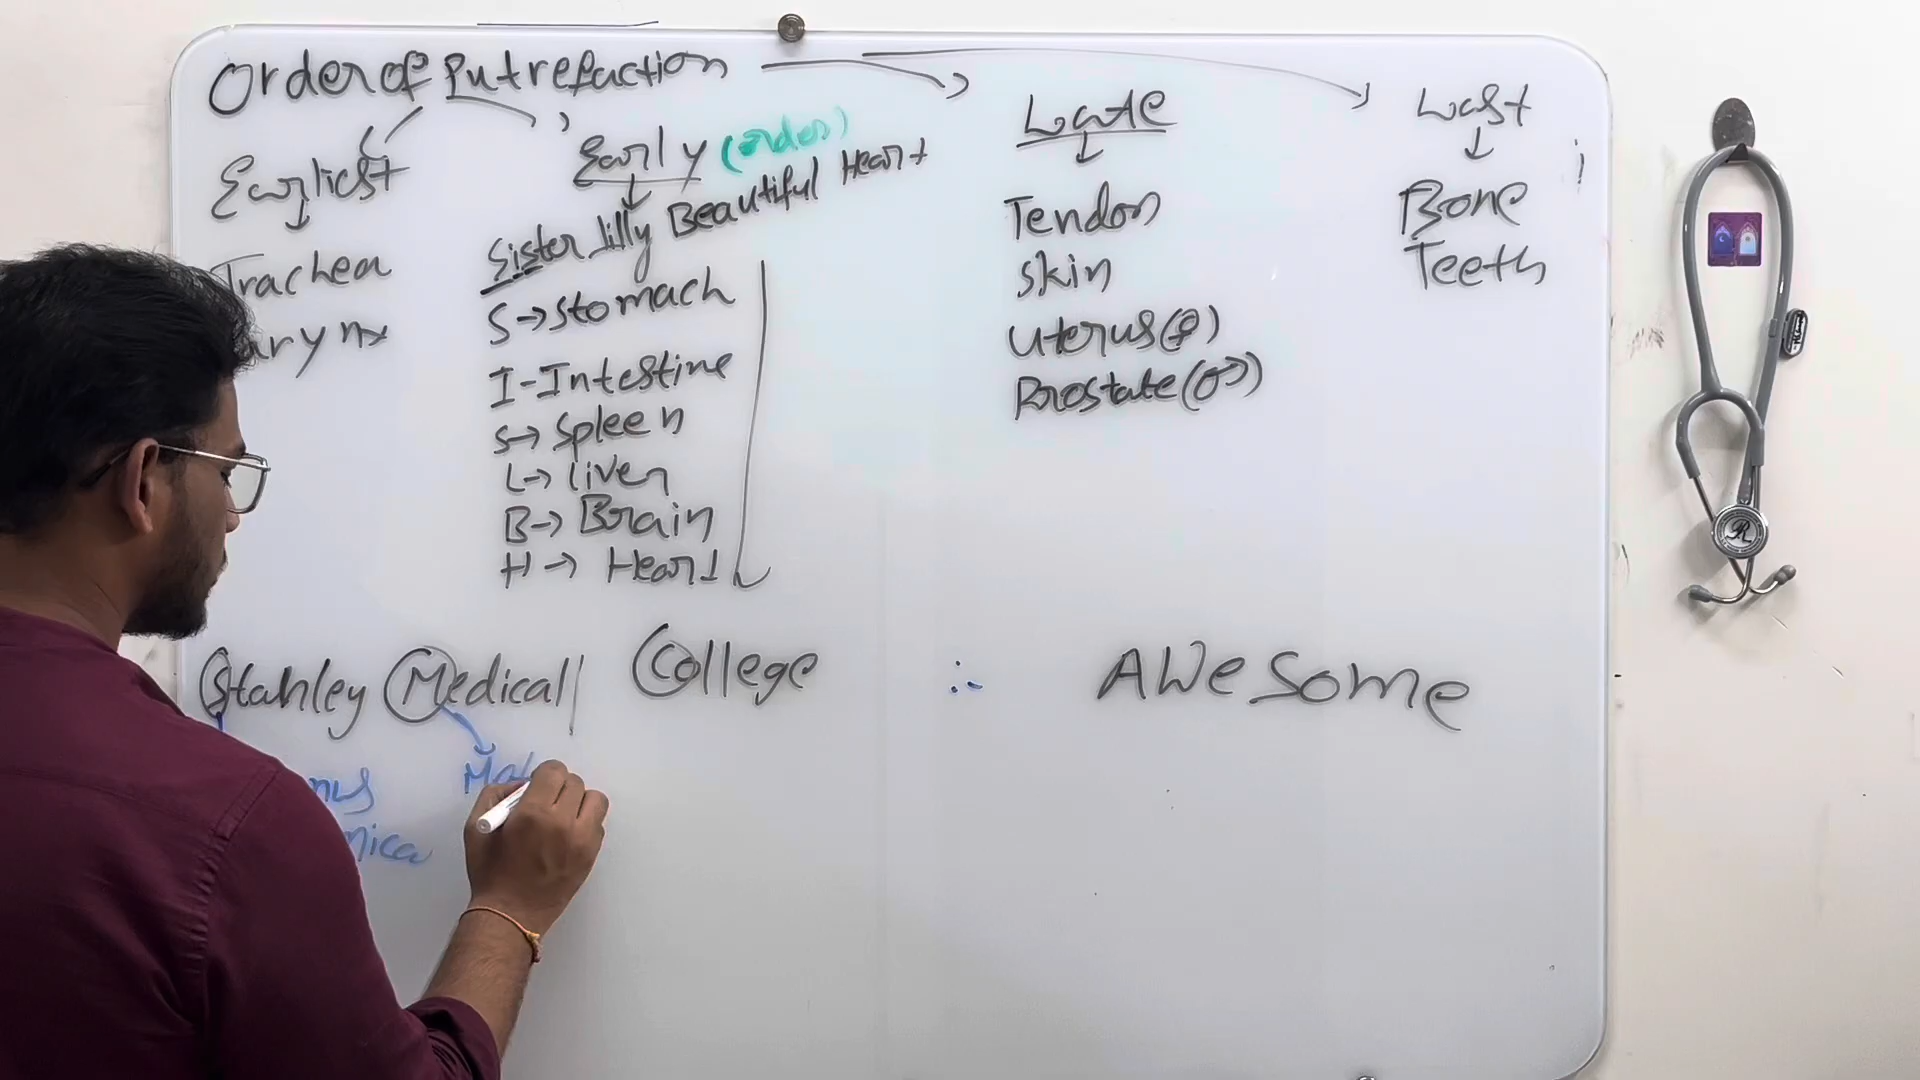 Order of Putrefaction
Earliest
Trachea
Early (order)
Sister lilly Beautiful Heart
S→Stomach
I-Intestine
S→Spleen
L→liver
B→Brain
H→Heart
Late
Tendon
Skin
Uterus(♀)
Prostate(♂)
Last
Bone
Teeth
Stanley Medical College ∴ Awesome